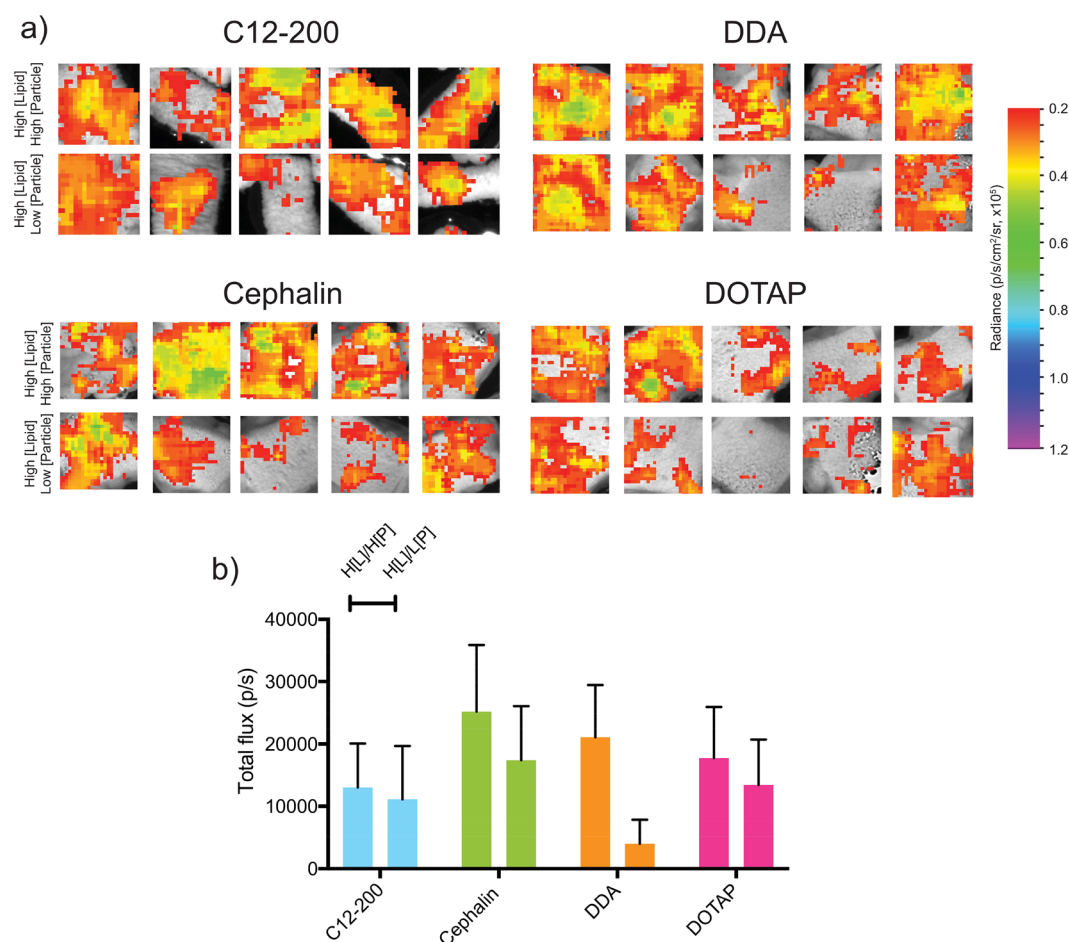 a)
C12-200
DDA
High [Lipid]
High [Particle]
High [Lipid]
Low [Particle]
Cephalin
DOTAP
High [Lipid]
High [Particle]
High [Lipid]
Low [Particle]
0.2
0.4
0.6
0.8
1.0
1.2
Radiance (p/s/cm²/sr, x10⁵)
b)
H[L]/H[P]
H[L]/L[P]
40000
30000
20000
10000
0
Total flux (p/s)
C12-200
Cephalin
DDA
DOTAP